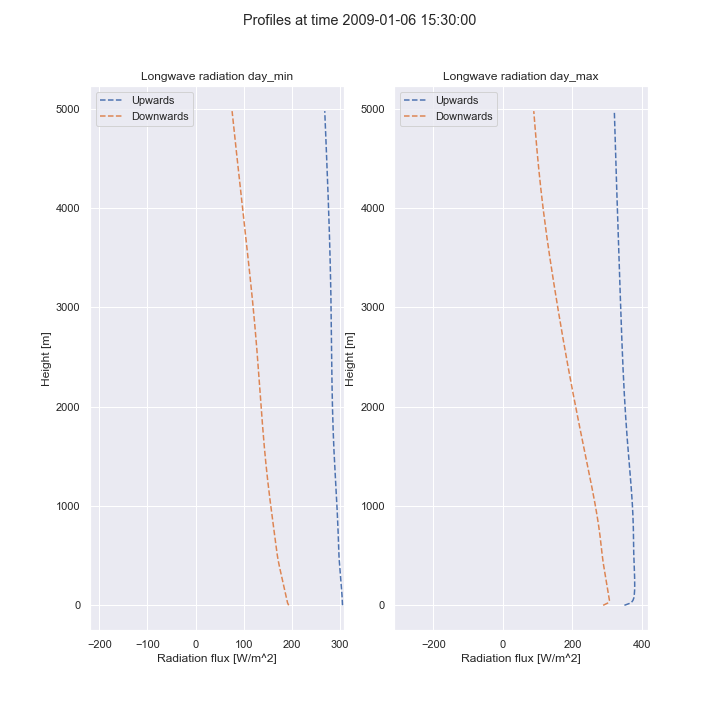 Profiles at time 2009-01-06 15:30:00
Longwave radiation day_min
Upwards
Downwards
5000
4000
3000
2000
1000
0
Height [m]
−200
−100
0
100
200
300
Radiation flux [W/m^2]
Longwave radiation day_max
Upwards
Downwards
5000
4000
3000
2000
1000
0
Height [m]
−200
0
200
400
Radiation flux [W/m^2]